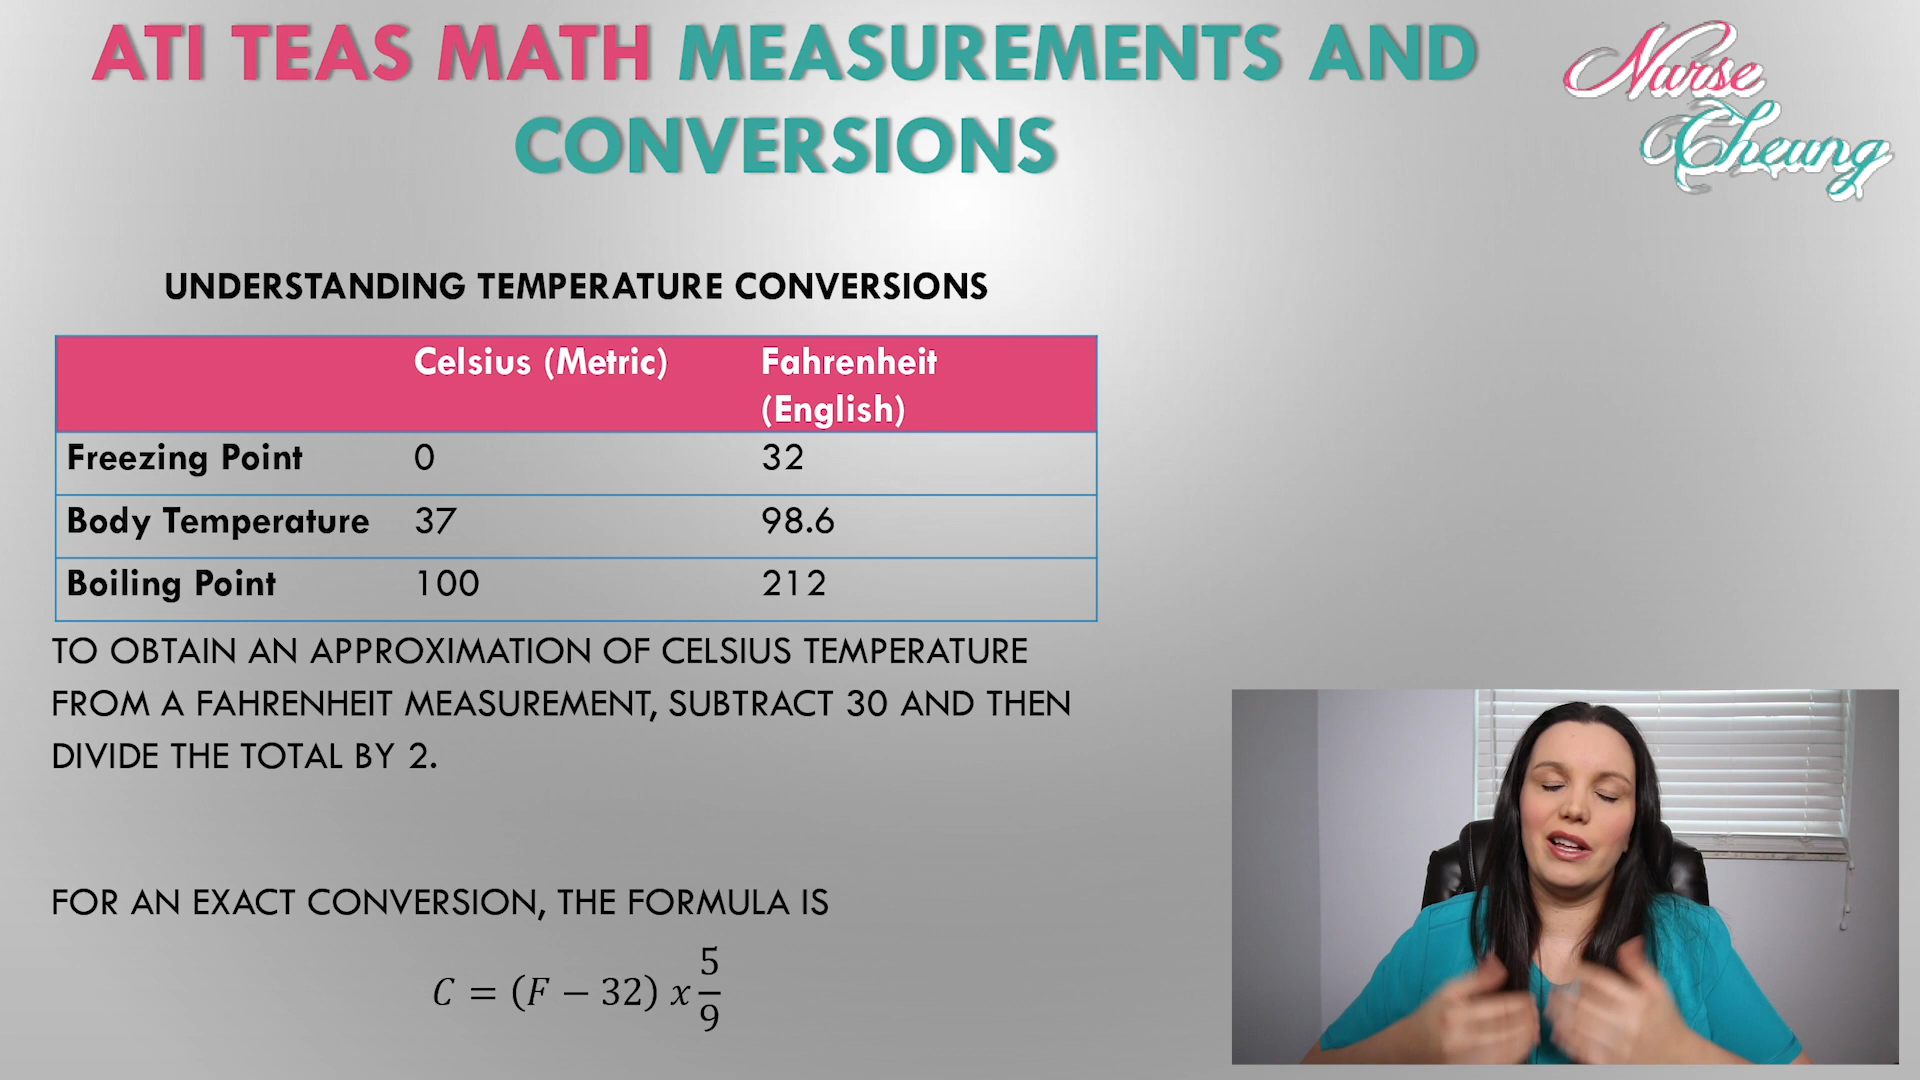 ATI TEAS MATH MEASUREMENTS AND
CONVERSIONS
Nurse
Cheung
UNDERSTANDING TEMPERATURE CONVERSIONS
Celsius (Metric) Fahrenheit
(English)
Freezing Point 0 32
Body Temperature 37 98.6
Boiling Point 100 212
TO OBTAIN AN APPROXIMATION OF CELSIUS TEMPERATURE
FROM A FAHRENHEIT MEASUREMENT, SUBTRACT 30 AND THEN
DIVIDE THE TOTAL BY 2.
FOR AN EXACT CONVERSION, THE FORMULA IS
C = (F − 32) x 5/9